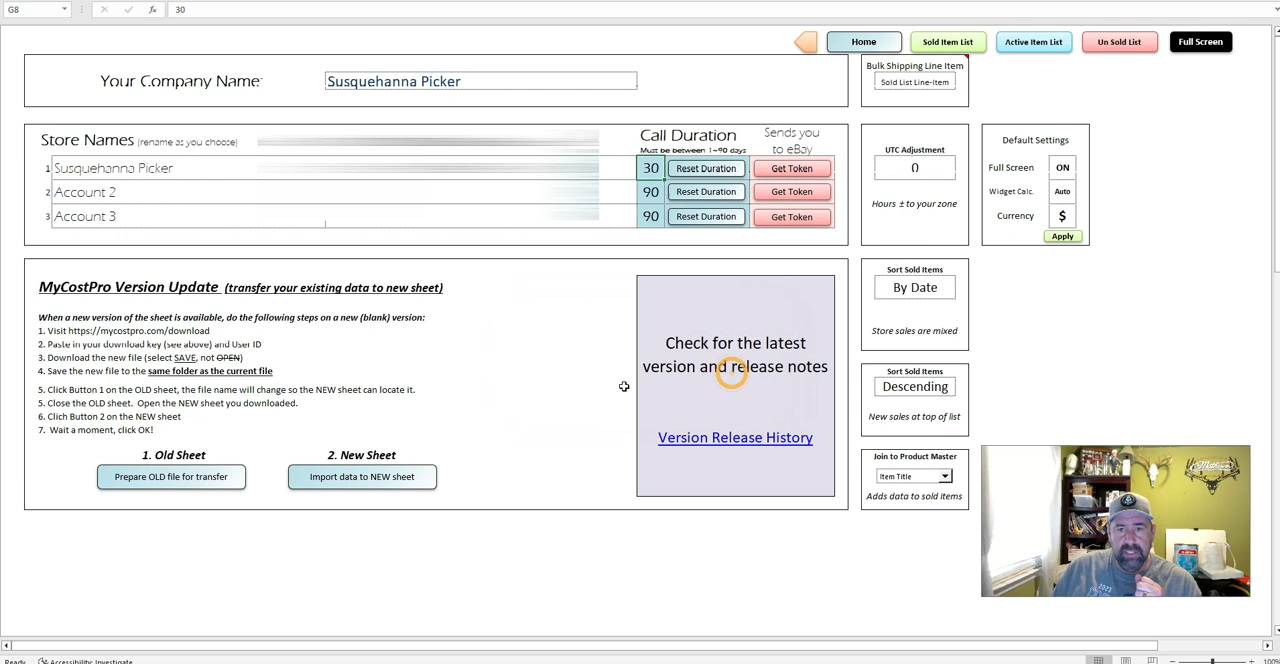 G8
fx
30
Home
Sold Item List
Active Item List
Un Sold List
Full Screen
Your Company Name:
Susquehanna Picker
Bulk Shipping Line Item
Sold List Line-Item
Store Names (rename as you choose)
Call Duration
Must be between 1~90 days
Sends you
to eBay
1 Susquehanna Picker 30 Reset Duration Get Token
2 Account 2 90 Reset Duration Get Token
3 Account 3 90 Reset Duration Get Token
UTC Adjustment
0
Hours ± to your zone
Default Settings
Full Screen ON
Widget Calc. Auto
Currency $
Apply
MyCostPro Version Update (transfer your existing data to new sheet)
When a new version of the sheet is available, do the following steps on a new (blank) version:
1. Visit https://mycostpro.com/download
2. Paste in your download key (see above) and User ID
3. Download the new file (select SAVE, not OPEN)
4. Save the new file to the same folder as the current file
5. Click Button 1 on the OLD sheet, the file name will change so the NEW sheet can locate it.
5. Close the OLD sheet. Open the NEW sheet you downloaded.
6. Clich Button 2 on the NEW sheet
7. Wait a moment, click OK!
1. Old Sheet
2. New Sheet
Prepare OLD file for transfer
Import data to NEW sheet
Check for the latest
version and release notes
Version Release History
Sort Sold Items
By Date
Store sales are mixed
Sort Sold Items
Descending
New sales at top of list
Join to Product Master
Item Title
Adds data to sold items
Ready
Accessibility: Investigate
100%